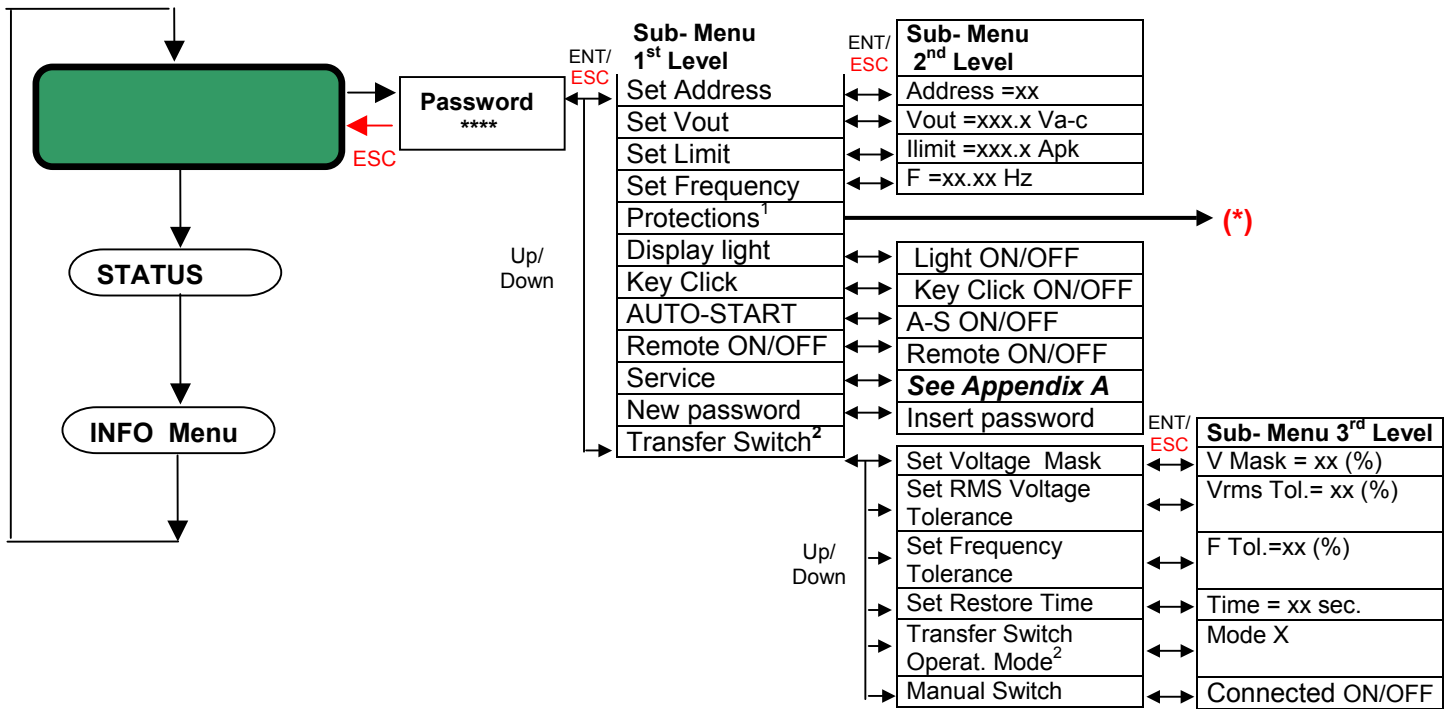 Password
****
ESC
STATUS
INFO Menu
ENT/
ESC
Up/
Down
Sub- Menu
1st Level
Set Address
Set Vout
Set Limit
Set Frequency
Protections1
Display light
Key Click
AUTO-START
Remote ON/OFF
Service
New password
Transfer Switch2
ENT/
ESC
Sub- Menu
2nd Level
Address =xx
Vout =xxx.x Va-c
Ilimit =xxx.x Apk
F =xx.xx Hz
(*)
Light ON/OFF
Key Click ON/OFF
A-S ON/OFF
Remote ON/OFF
See Appendix A
Insert password
Up/
Down
Set Voltage Mask
Set RMS Voltage
Tolerance
Set Frequency
Tolerance
Set Restore Time
Transfer Switch
Operat. Mode2
Manual Switch
ENT/
ESC
Sub- Menu 3rd Level
V Mask = xx (%)
Vrms Tol.= xx (%)
F Tol.=xx (%)
Time = xx sec.
Mode X
Connected ON/OFF